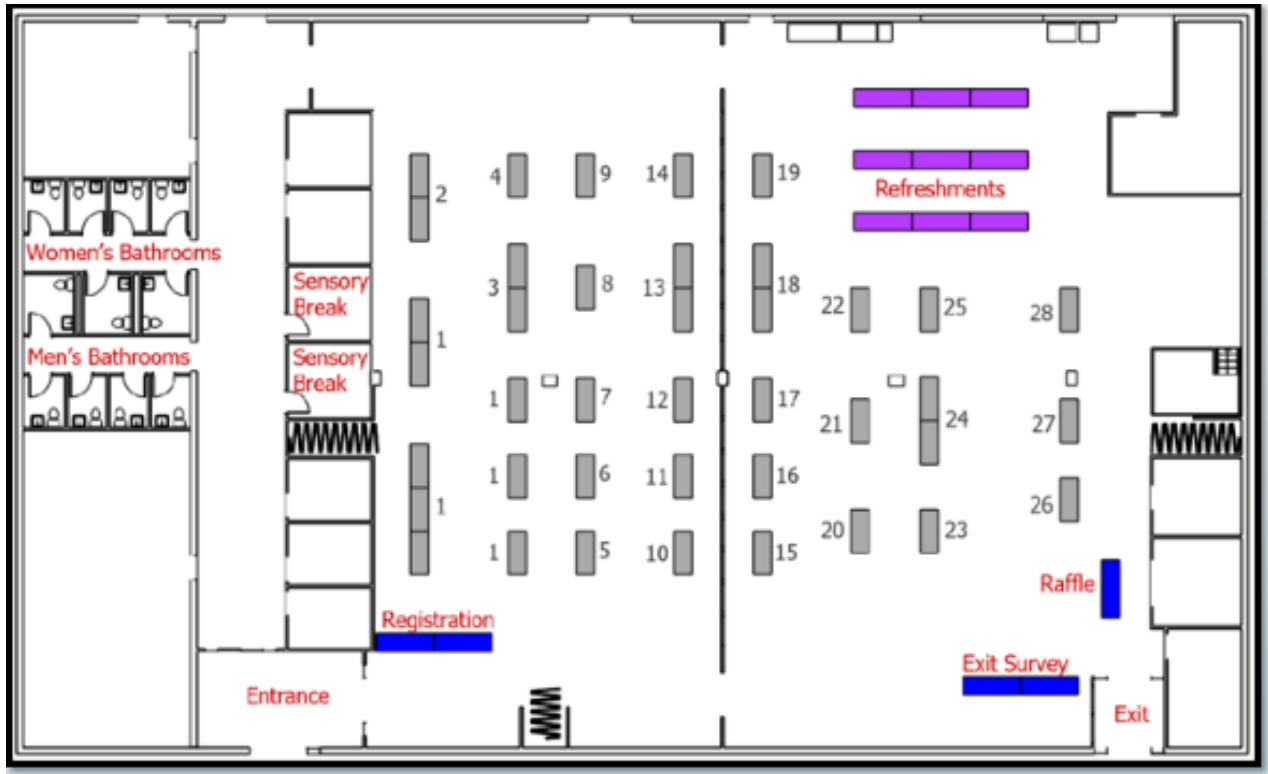 2
4
9
14
19
Refreshments
Women's Bathrooms
Sensory
Break
3
8
13
18
22
25
28
1
Men's Bathrooms
Sensory
Break
1
7
12
17
21
24
27
1
6
11
16
1
26
1
5
10
15
20
23
Raffle
Registration
Exit Survey
Entrance
Exit